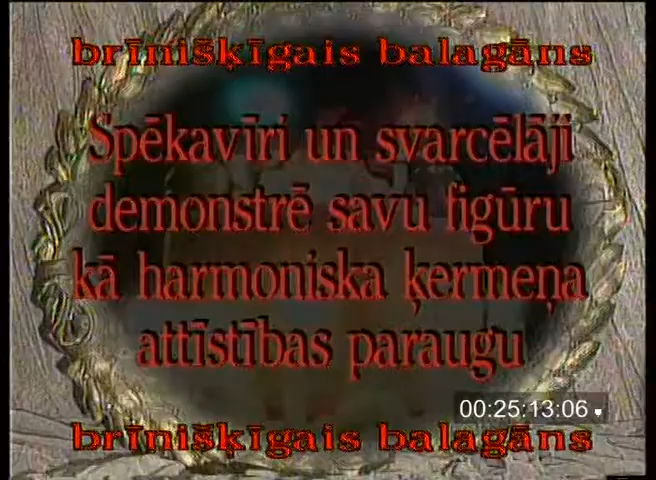 brīnišķīgais balagāns
Spēkavīri un svarcēlāji
demonstrē savu figūru
kā harmoniska ķermeņa
attīstības paraugu
00:25:13:06
brīnišķīgais balagāns